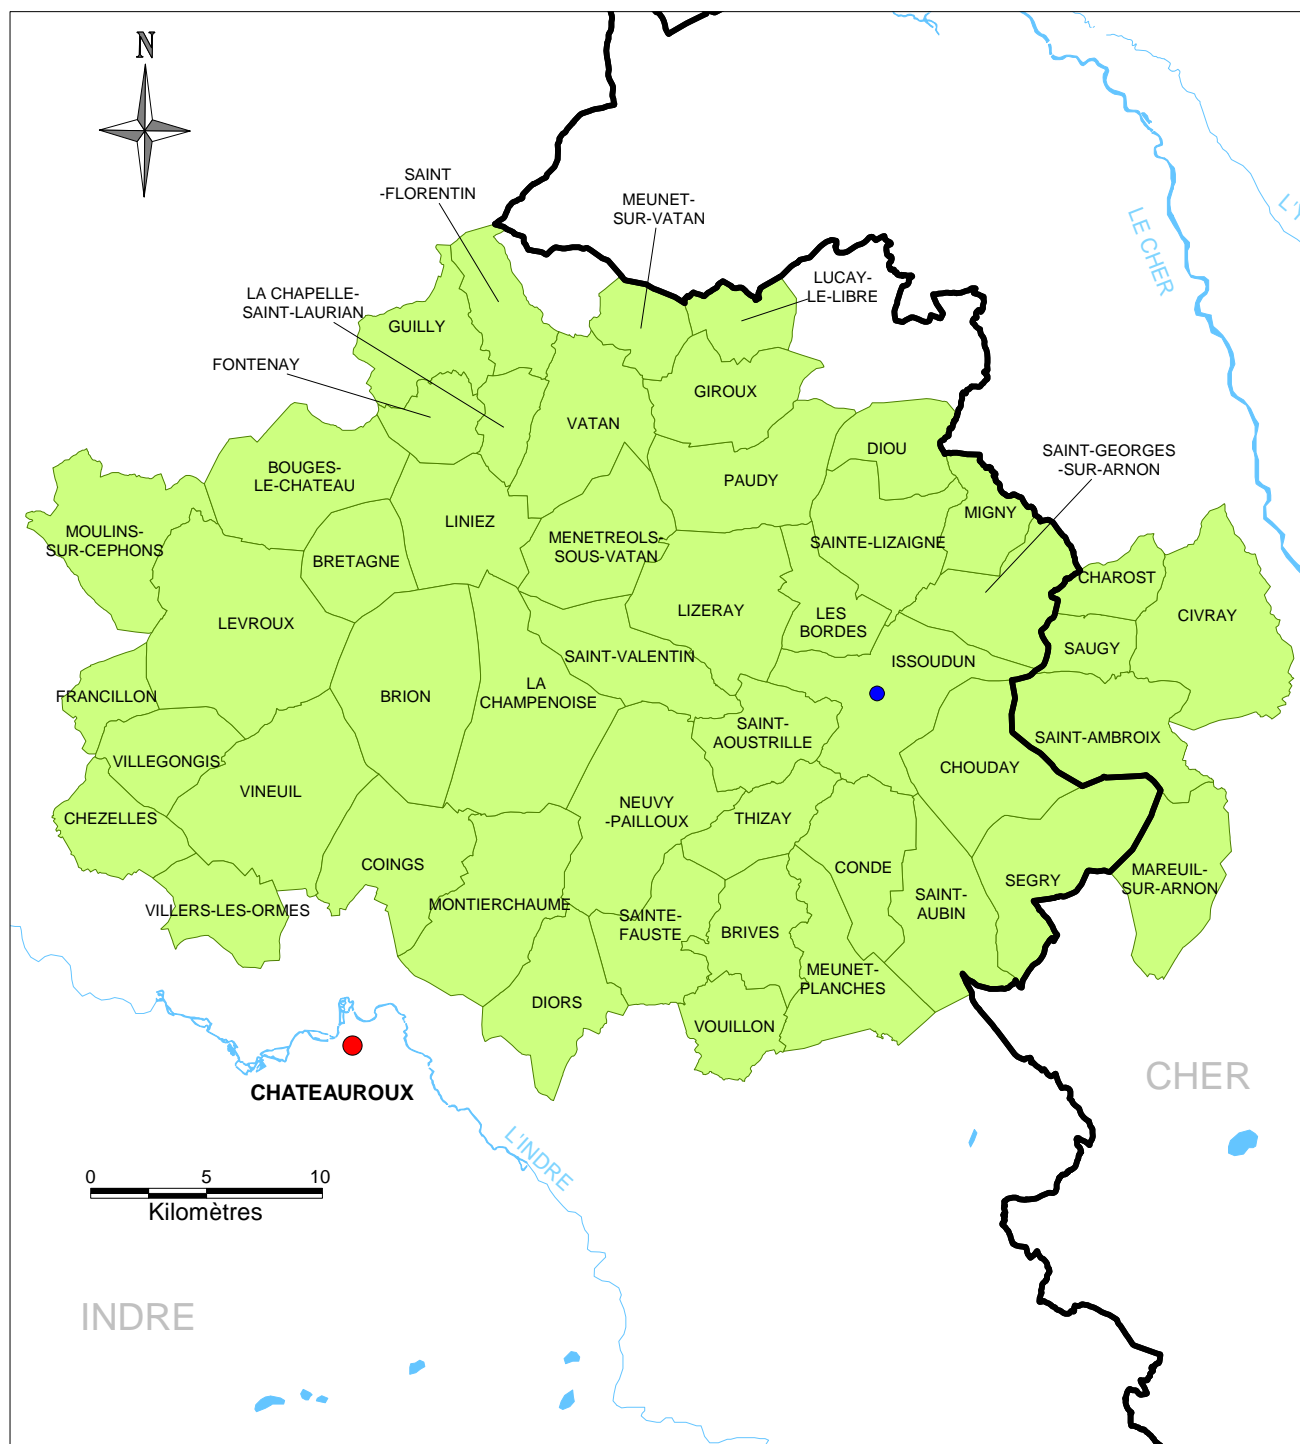 N
SAINT
-FLORENTIN
MEUNET-
SUR-VATAN
LE CHER
LUCAY-
LE-LIBRE
LA CHAPELLE-
SAINT-LAURIAN
GUILLY
FONTENAY
GIROUX
VATAN
DIOU
SAINT-GEORGES
-SUR-ARNON
BOUGES-
LE-CHATEAU
PAUDY
MIGNY
LINIEZ
MOULINS-
SUR-CEPHONS
MENETREOLS-
SOUS-VATAN
SAINTE-LIZAIGNE
BRETAGNE
CHAROST
LEVROUX
LIZERAY
LES
BORDES
CIVRAY
SAUGY
SAINT-VALENTIN
ISSOUDUN
FRANCILLON
BRION
LA
CHAMPENOISE
SAINT-
AOUSTRILLE
SAINT-AMBROIX
VILLEGONGIS
CHOUDAY
VINEUIL
NEUVY
-PAILLOUX
CHEZELLES
THIZAY
COINGS
CONDE
SEGRY
MAREUIL-
SUR-ARNON
VILLERS-LES-ORMES
MONTIERCHAUME
SAINTE-
FAUSTE
SAINT-
AUBIN
BRIVES
MEUNET-
PLANCHES
DIORS
VOUILLON
CHATEAUROUX
CHER
L'INDRE
0 5 10
Kilomètres
INDRE